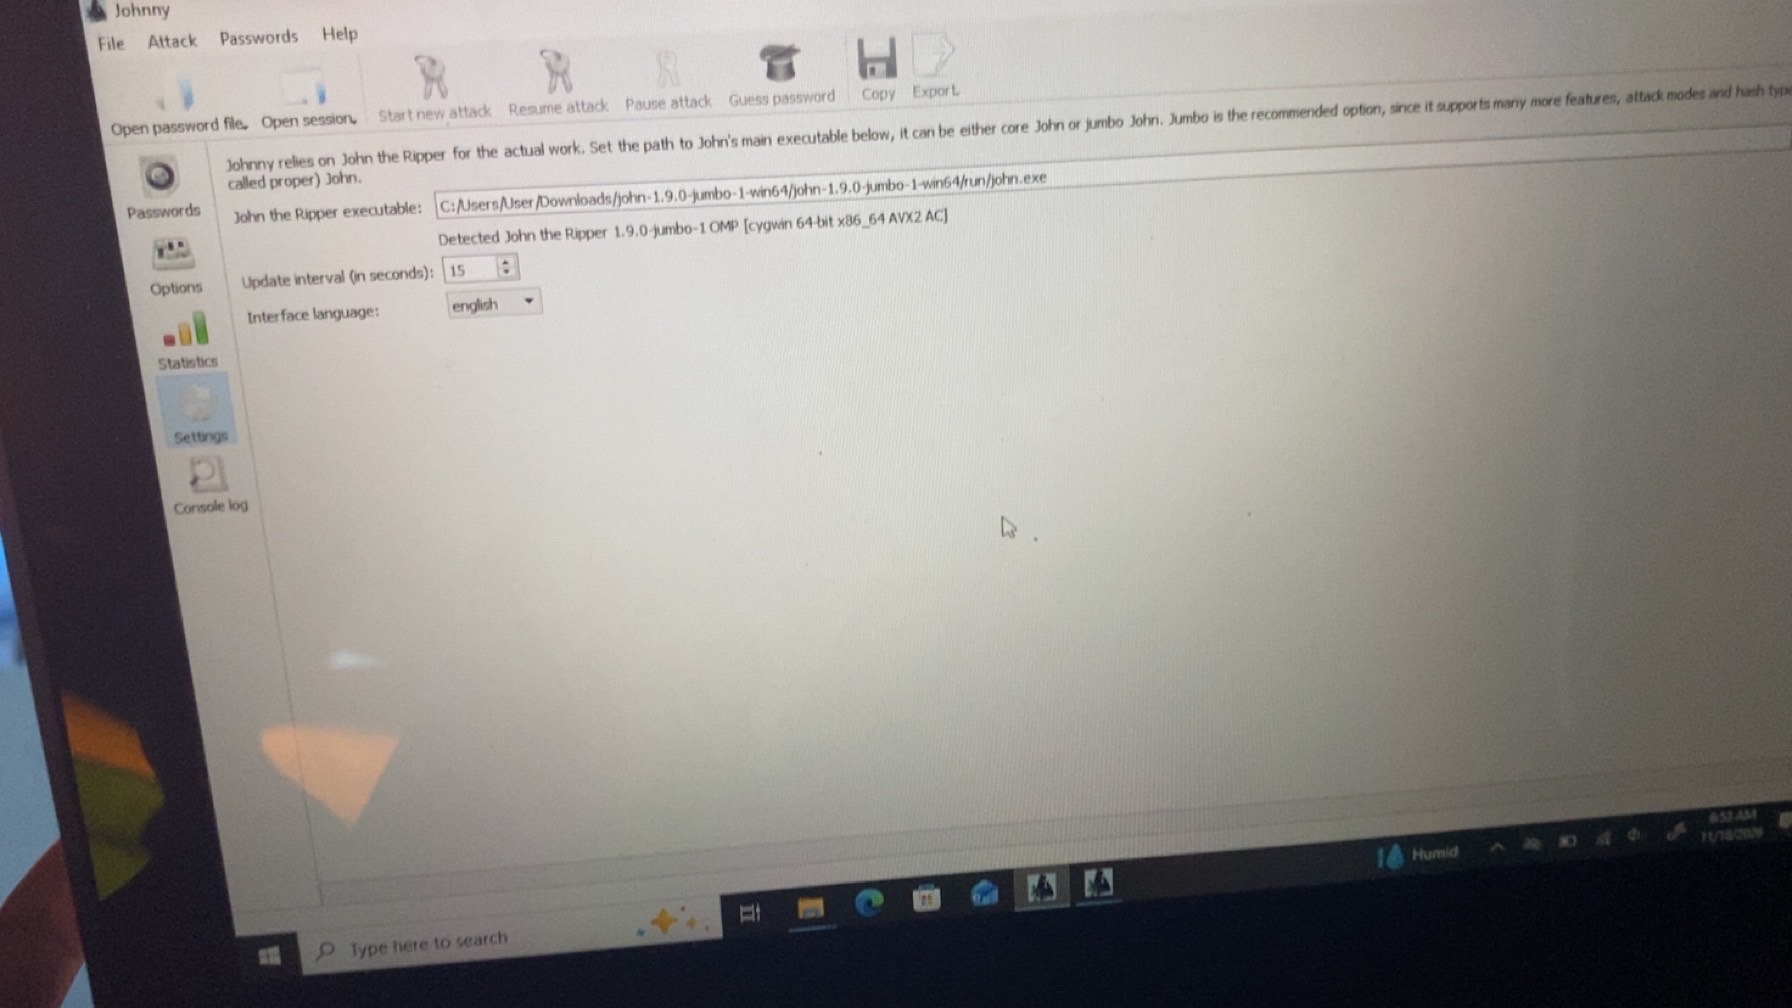 Johnny
File Attack Passwords Help
Open password file Open session Start new attack Resume attack Pause attack Guess password Copy Export
Johnny relies on John the Ripper for the actual work. Set the path to John's main executable below, it can be either core John or jumbo John. Jumbo is the recommended option, since it supports many more features, attack modes and hash type
called proper) John.
Passwords
John the Ripper executable: C:/Users/User/Downloads/john-1.9.0-jumbo-1-win64/john-1.9.0-jumbo-1-win64/run/john.exe
Detected John the Ripper 1.9.0-jumbo-1 OMP [cygwin 64-bit x86_64 AVX2 AC]
Options
Update interval (in seconds): 15
Interface language: english
Statistics
Settings
Console log
Type here to search
Humid
6:53 AM